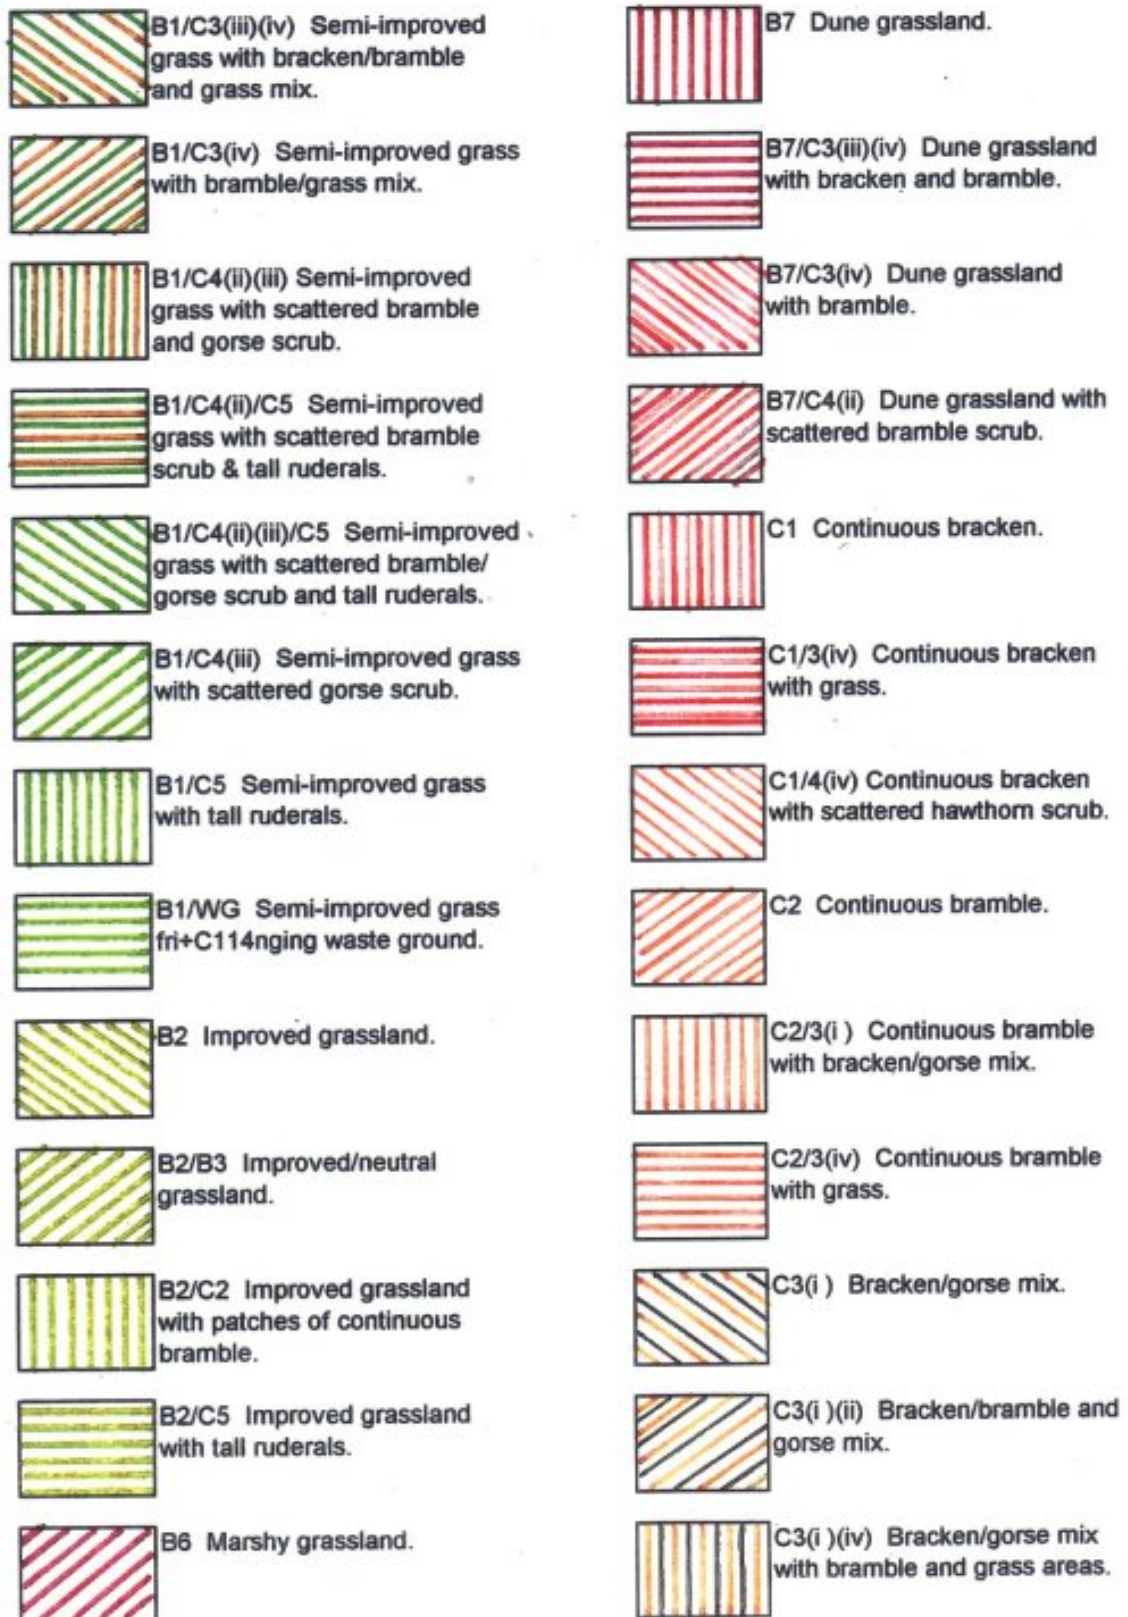 B1/C3(iii)(iv) Semi-improved
grass with bracken/bramble
and grass mix.
B1/C3(iv) Semi-improved grass
with bramble/grass mix.
B1/C4(ii)(iii) Semi-improved
grass with scattered bramble
and gorse scrub.
B1/C4(ii)/C5 Semi-improved
grass with scattered bramble
scrub & tall ruderals.
B1/C4(ii)(iii)/C5 Semi-improved
grass with scattered bramble/
gorse scrub and tall ruderals.
B1/C4(iii) Semi-improved grass
with scattered gorse scrub.
B1/C5 Semi-improved grass
with tall ruderals.
B1/WG Semi-improved grass
fri+C114nging waste ground.
B2 Improved grassland.
B2/B3 Improved/neutral
grassland.
B2/C2 Improved grassland
with patches of continuous
bramble.
B2/C5 Improved grassland
with tall ruderals.
B6 Marshy grassland.
B7 Dune grassland.
B7/C3(iii)(iv) Dune grassland
with bracken and bramble.
B7/C3(iv) Dune grassland
with bramble.
B7/C4(ii) Dune grassland with
scattered bramble scrub.
C1 Continuous bracken.
C1/3(iv) Continuous bracken
with grass.
C1/4(iv) Continuous bracken
with scattered hawthorn scrub.
C2 Continuous bramble.
C2/3(i ) Continuous bramble
with bracken/gorse mix.
C2/3(iv) Continuous bramble
with grass.
C3(i ) Bracken/gorse mix.
C3(i )(ii) Bracken/bramble and
gorse mix.
C3(i )(iv) Bracken/gorse mix
with bramble and grass areas.